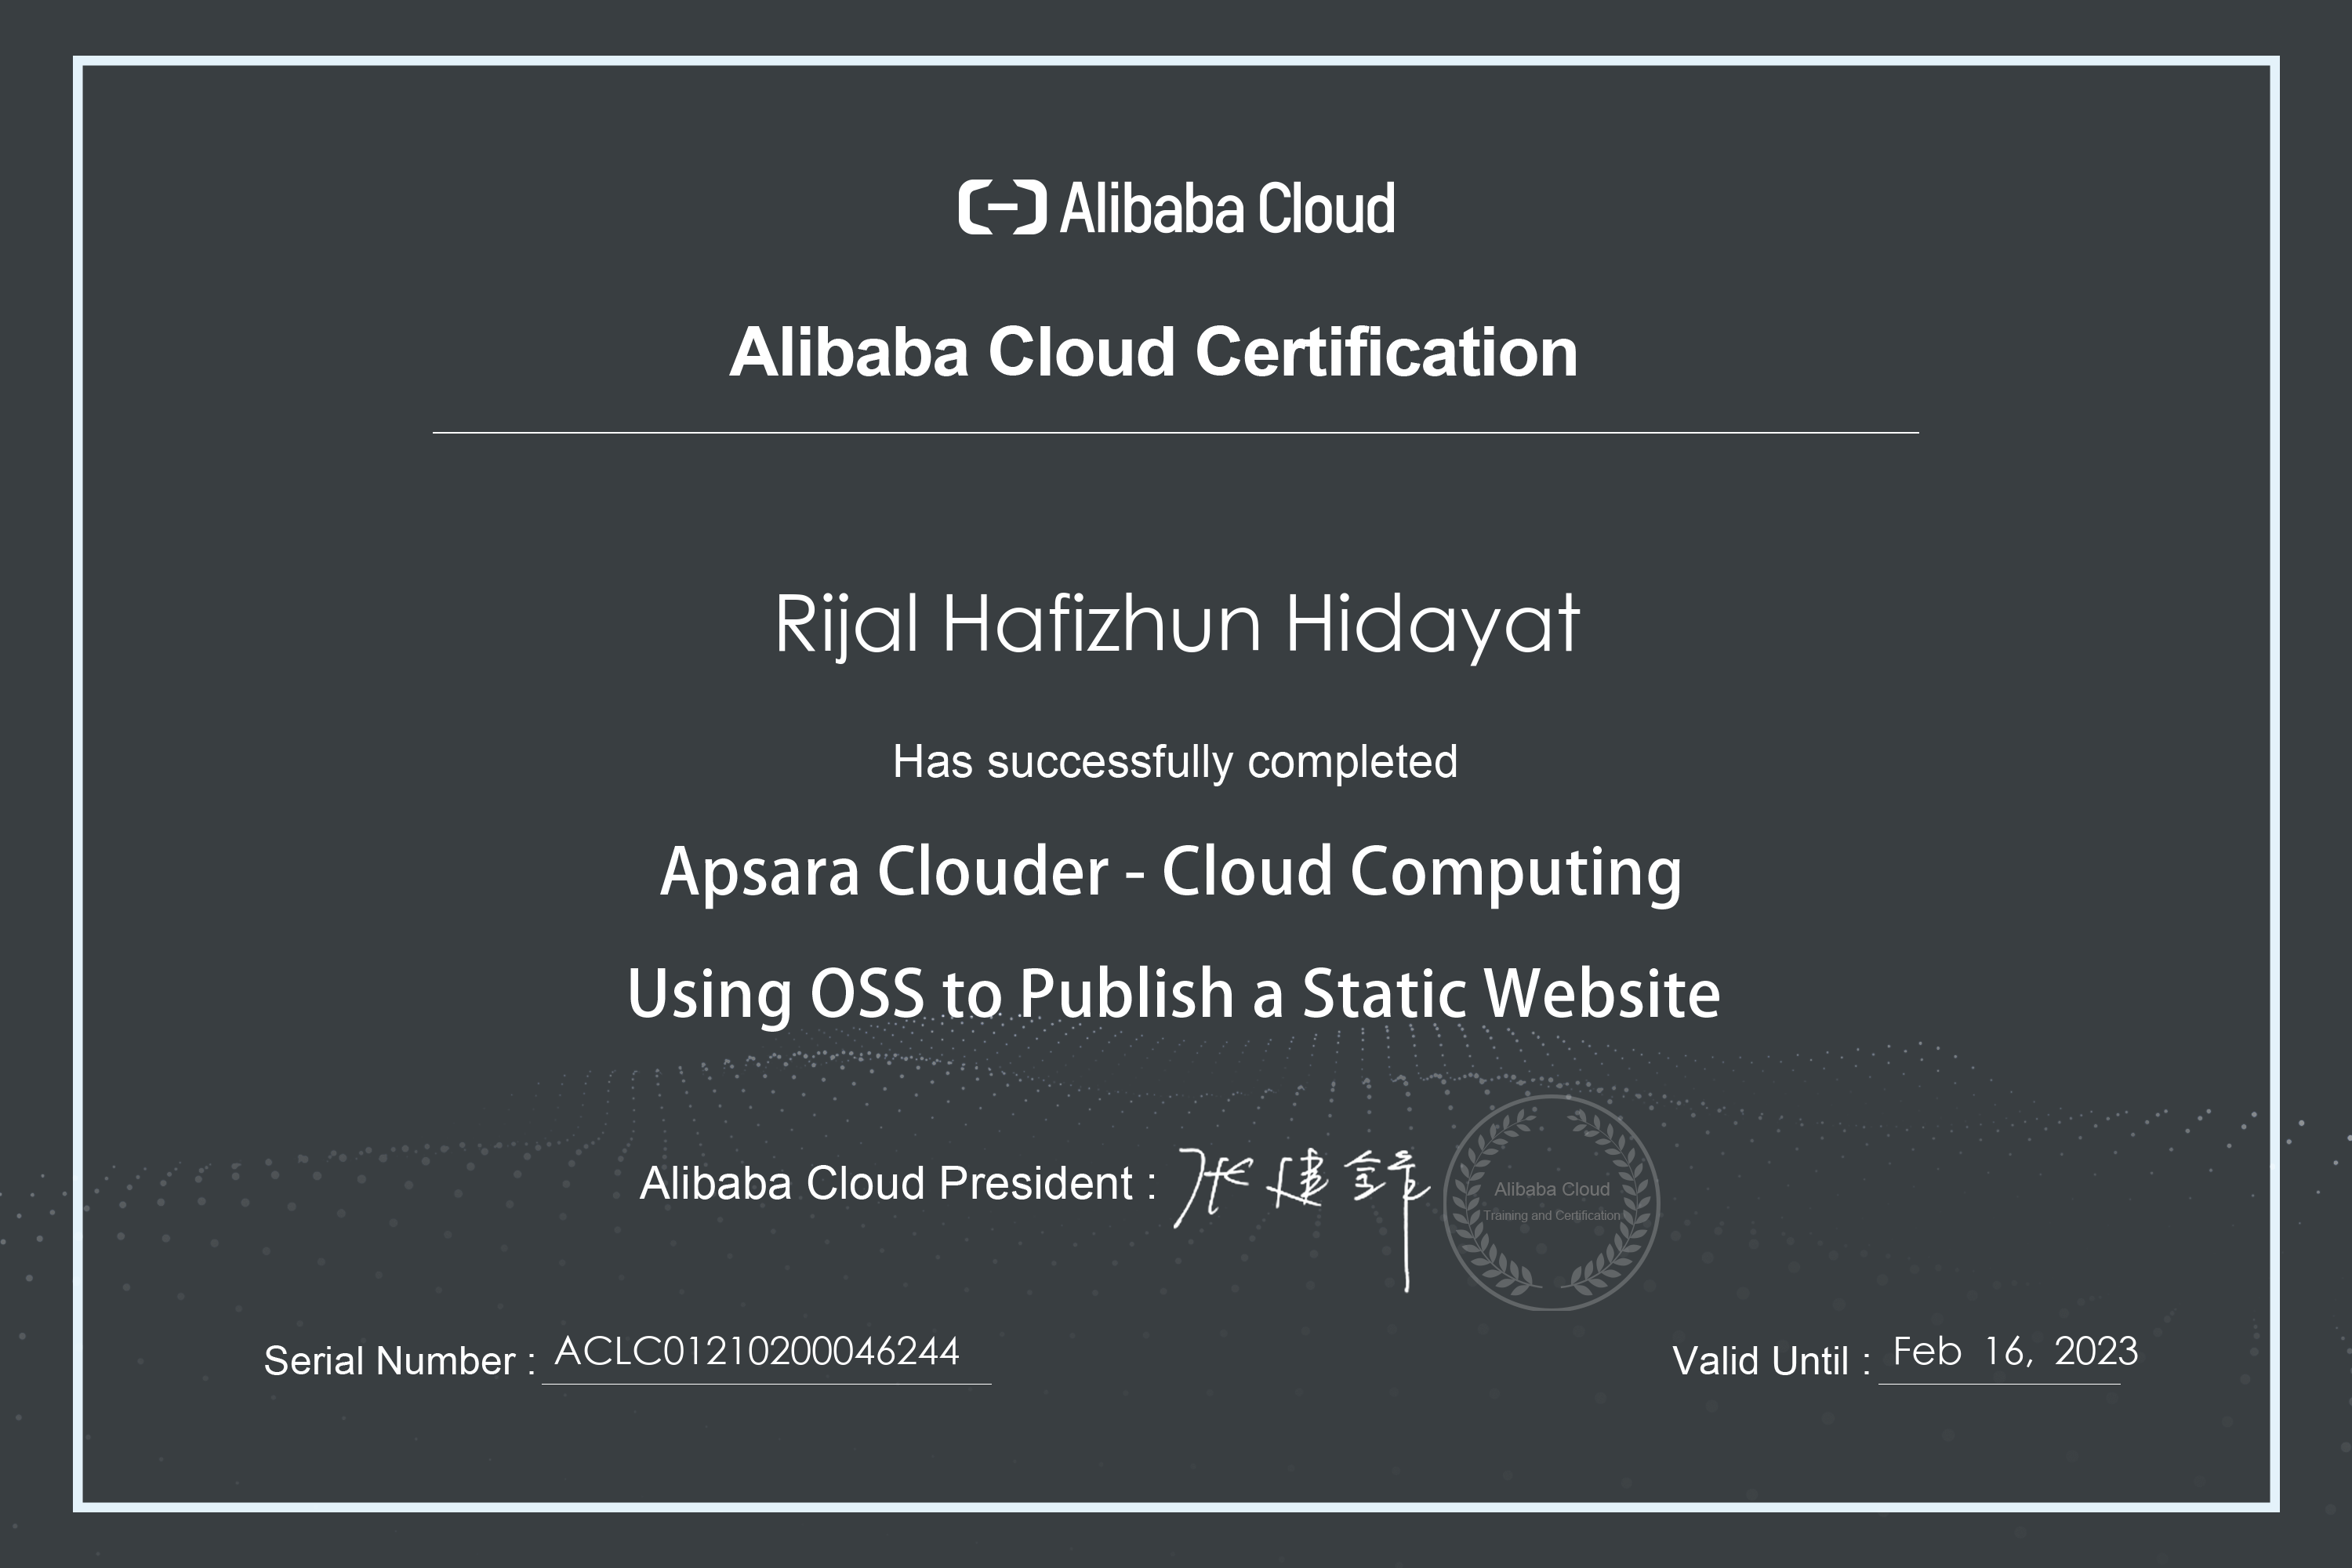 Alibaba Cloud
Alibaba Cloud Certification
Rijal Hafizhun Hidayat
Has successfully completed
Apsara Clouder - Cloud Computing
Using OSS to Publish a Static Website
Alibaba Cloud President : 张建锋
Alibaba Cloud
Training and Certification
Serial Number : ACLC01210200046244
Valid Until : Feb 16, 2023